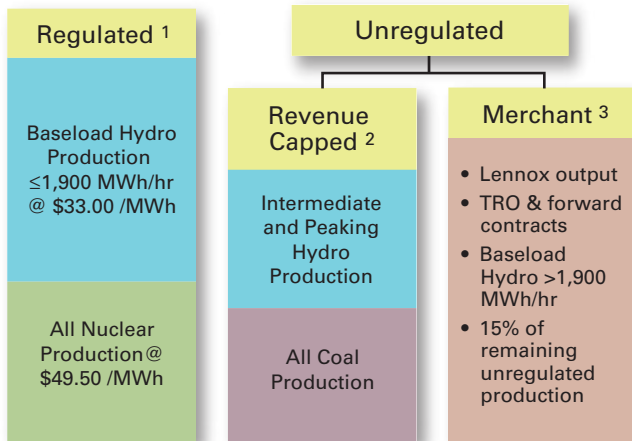 Regulated 1
Baseload Hydro
Production
≤1,900 MWh/hr
@ $33.00 /MWh
All Nuclear
Production@
$49.50 /MWh
Unregulated
Revenue
Capped 2
Intermediate
and Peaking
Hydro
Production
All Coal
Production
Merchant 3
• Lennox output
• TRO & forward
contracts
• Baseload
Hydro >1,900
MWh/hr
• 15% of
remaining
unregulated
production